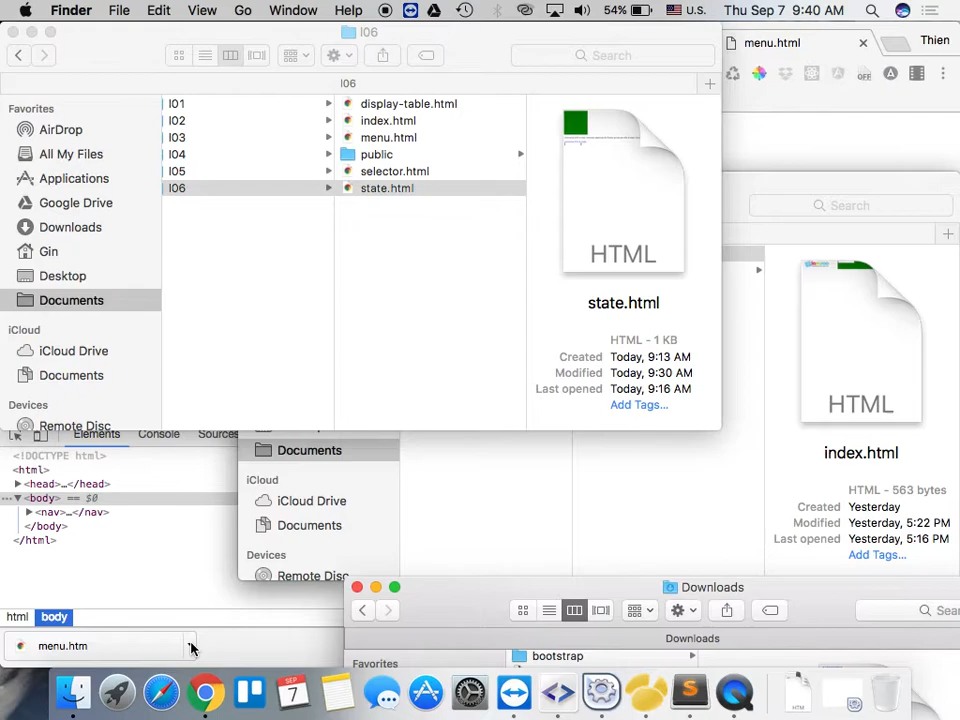 Finder File Edit View Go Window Help 54% U.S. Thu Sep 7 9:40 AM
l06
menu.html
Thien
Search
l06
Favorites
AirDrop
All My Files
Applications
Google Drive
Downloads
Gin
Desktop
Documents
iCloud
iCloud Drive
Documents
Devices
Remote Disc
l01
l02
l03
l04
l05
l06
display-table.html
index.html
menu.html
public
selector.html
state.html
HTML
state.html
HTML - 1 KB
Created Today, 9:13 AM
Modified Today, 9:30 AM
Last opened Today, 9:16 AM
Add Tags...
OFF
Search
HTML
index.html
HTML - 563 bytes
Created Yesterday
Modified Yesterday, 5:22 PM
Last opened Yesterday, 5:16 PM
Add Tags...
Elements Console Sources
<!DOCTYPE html>
<html>
<head>…</head>
<body> == $0
<nav>…</nav>
</body>
</html>
html body
menu.htm
Documents
iCloud
iCloud Drive
Documents
Devices
Remote Disc
Downloads
Sea
Downloads
Favorites
bootstrap
SEP
7